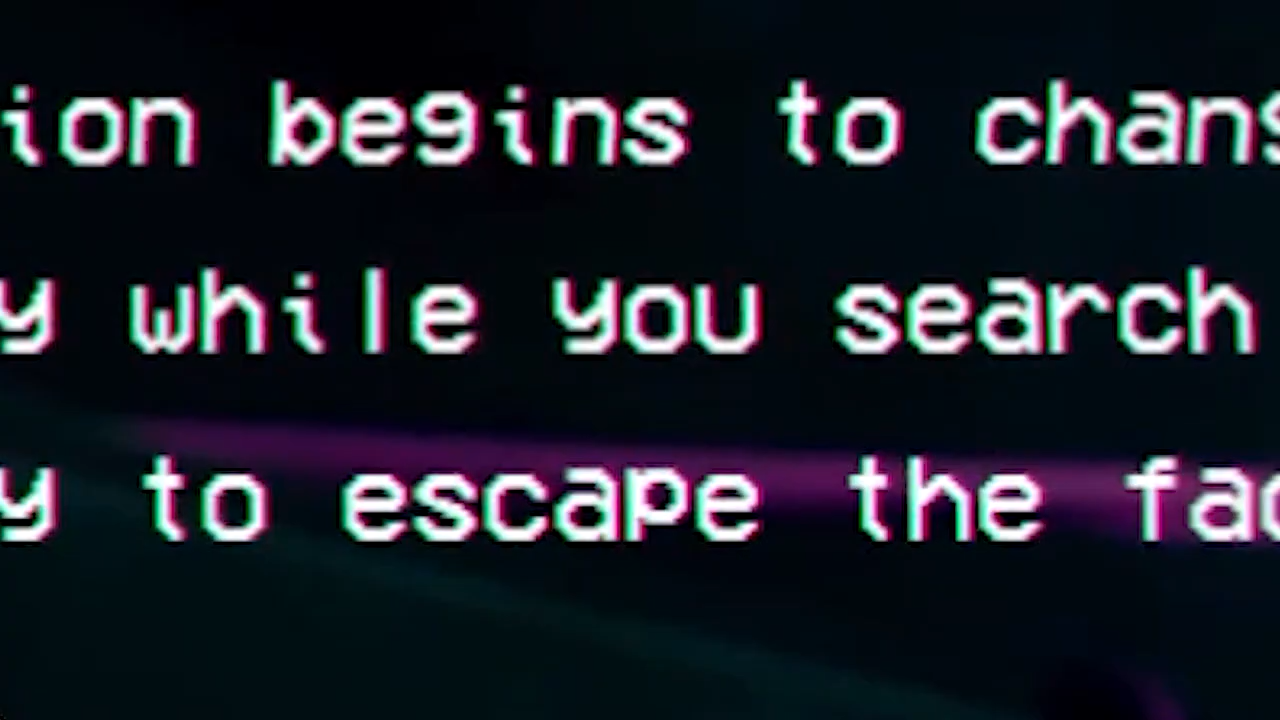 ion begins to chang
y while you search
y to escape the fac